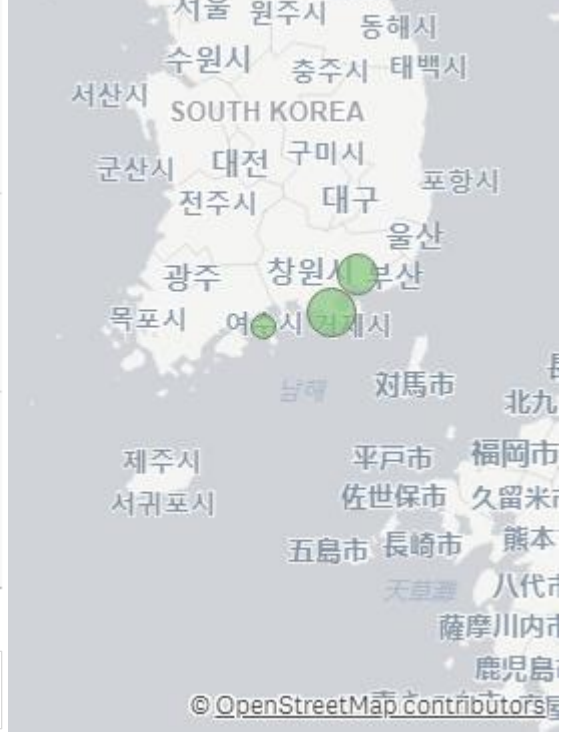 서울 원주시
동해시
수원시
충주시 태백시
서산시
SOUTH KOREA
군산시 대전 구미시
전주시 대구 포항시
울산
광주 창원시 부산
목포시 여수시 거제시
남해 対馬市
北九
제주시 平戸市 福岡市
서귀포시 佐世保市 久留米市
五島市 長崎市 熊本
天草灘 八代市
薩摩川内市
鹿児島
© OpenStreetMap contributors